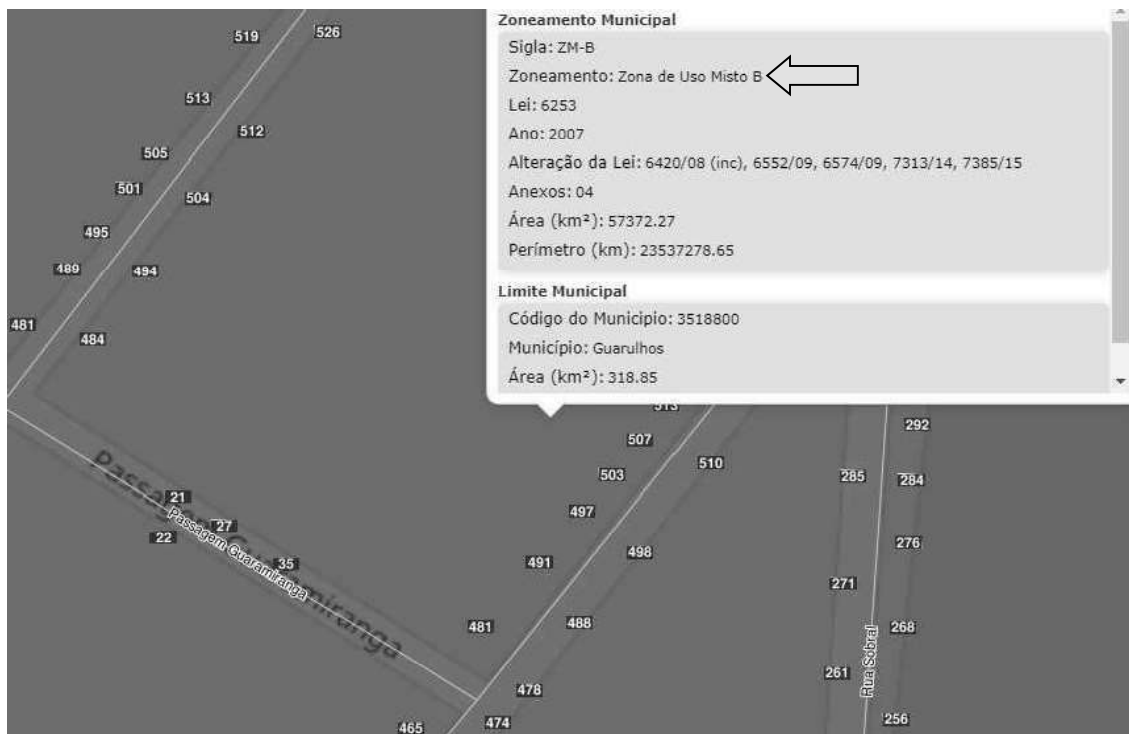 Zoneamento Municipal
Sigla: ZM-B
Zoneamento: Zona de Uso Misto B
Lei: 6253
Ano: 2007
Alteração da Lei: 6420/08 (inc), 6552/09, 6574/09, 7313/14, 7385/15
Anexos: 04
Área (km²): 57372.27
Perímetro (km): 23537278.65
Limite Municipal
Código do Municipio: 3518800
Município: Guarulhos
Área (km²): 318.85
519
526
513
512
505
501
504
495
489
494
481
484
513
507
503
510
497
491
498
481
488
478
474
465
292
285
284
276
271
268
261
256
Rua Sobral
Passagem Guaramiranga
Passagem Guaramiranga
21
27
22
35